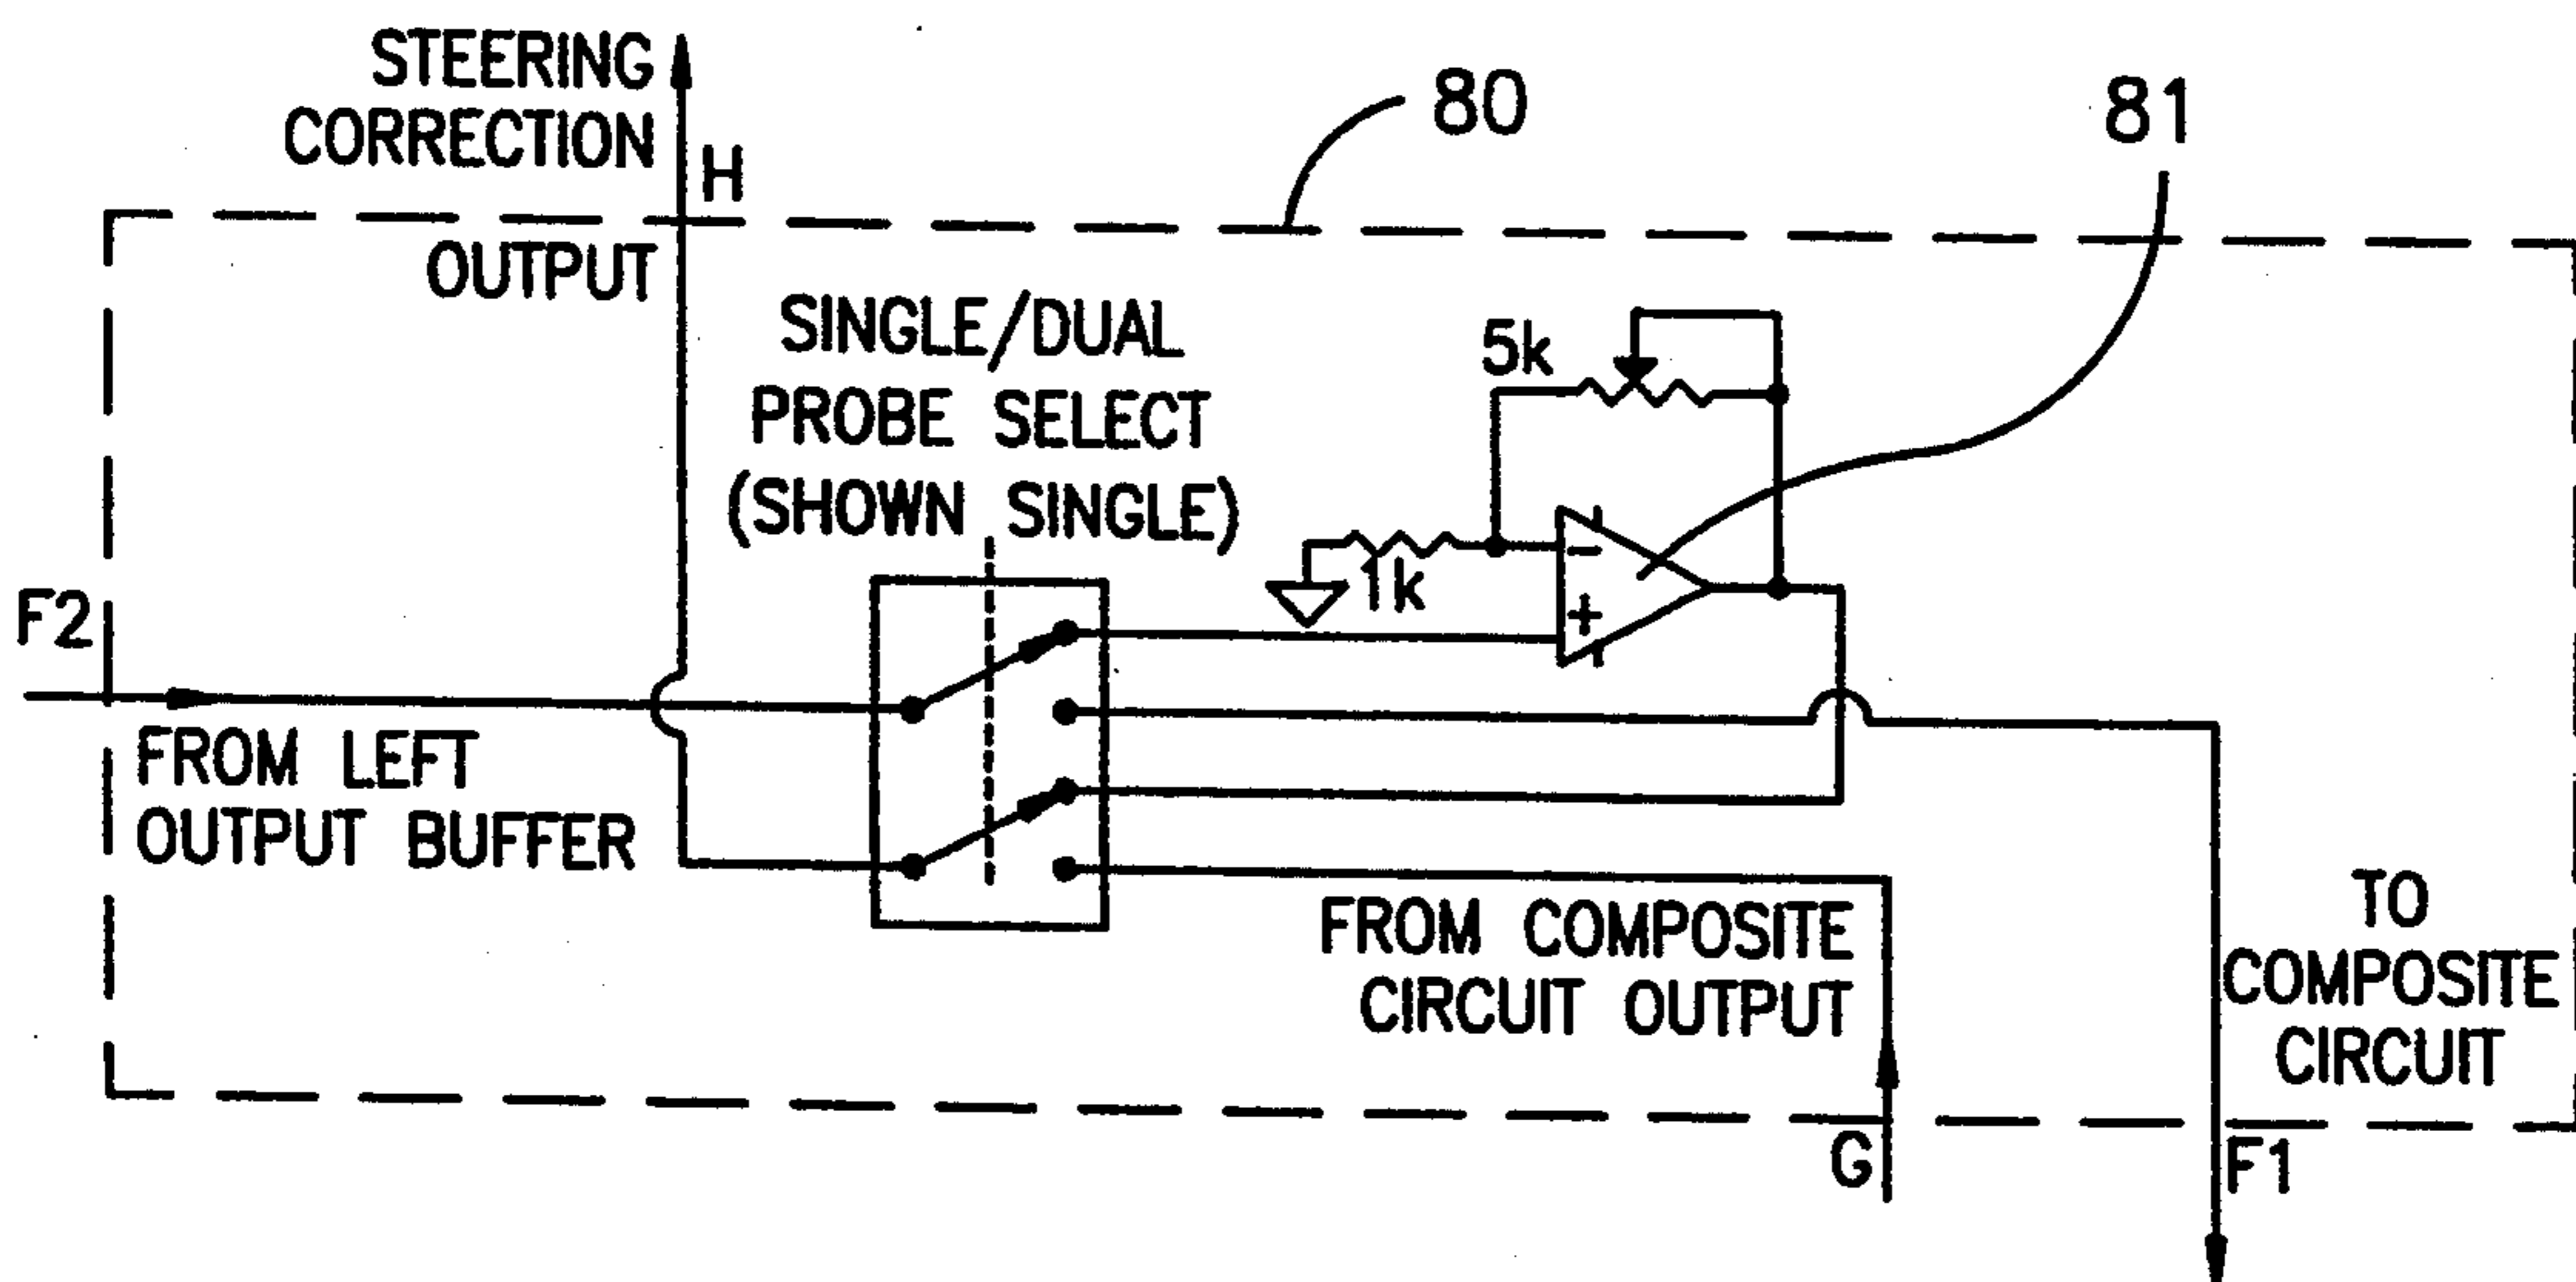 STEERING
CORRECTION
H
OUTPUT
80
81
SINGLE/DUAL
PROBE SELECT
(SHOWN SINGLE)
5k
1k
-
+
F2
FROM LEFT
OUTPUT BUFFER
FROM COMPOSITE
CIRCUIT OUTPUT
TO
COMPOSITE
CIRCUIT
G
F1